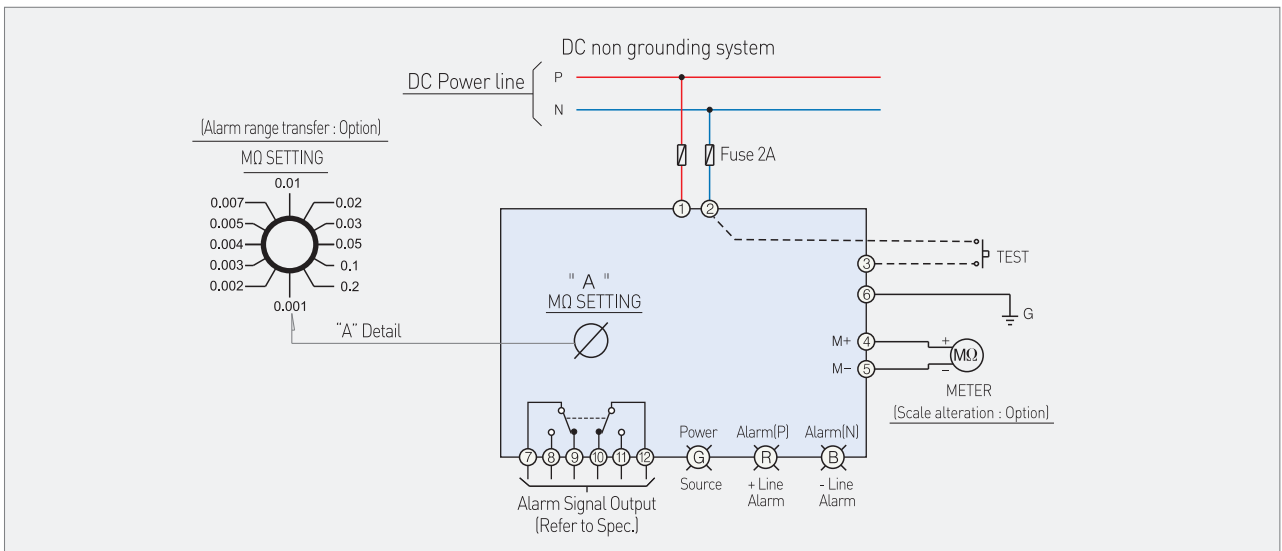 DC non grounding system
DC Power line
P
N
Fuse 2A
(Alarm range transfer : Option)
MΩ SETTING
0.01
0.007
0.02
0.005
0.03
0.004
0.05
0.003
0.1
0.002
0.2
0.001
"A" Detail
1
2
" A "
MΩ SETTING
3
TEST
6
G
M+
4
+
MΩ
M-
5
−
METER
(Scale alteration : Option)
7
8
9
10
11
12
Alarm Signal Output
(Refer to Spec.)
Power
G
Source
Alarm(P)
R
+ Line
Alarm
Alarm(N)
B
- Line
Alarm